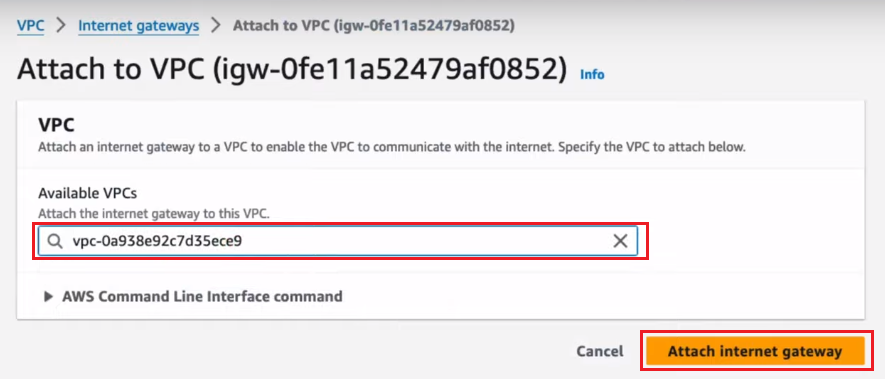 VPC > Internet gateways > Attach to VPC (igw-0fe11a52479af0852)
Attach to VPC (igw-0fe11a52479af0852) Info
VPC
Attach an internet gateway to a VPC to enable the VPC to communicate with the internet. Specify the VPC to attach below.
Available VPCs
Attach the internet gateway to this VPC.
vpc-0a938e92c7d35ece9
AWS Command Line Interface command
Cancel Attach internet gateway